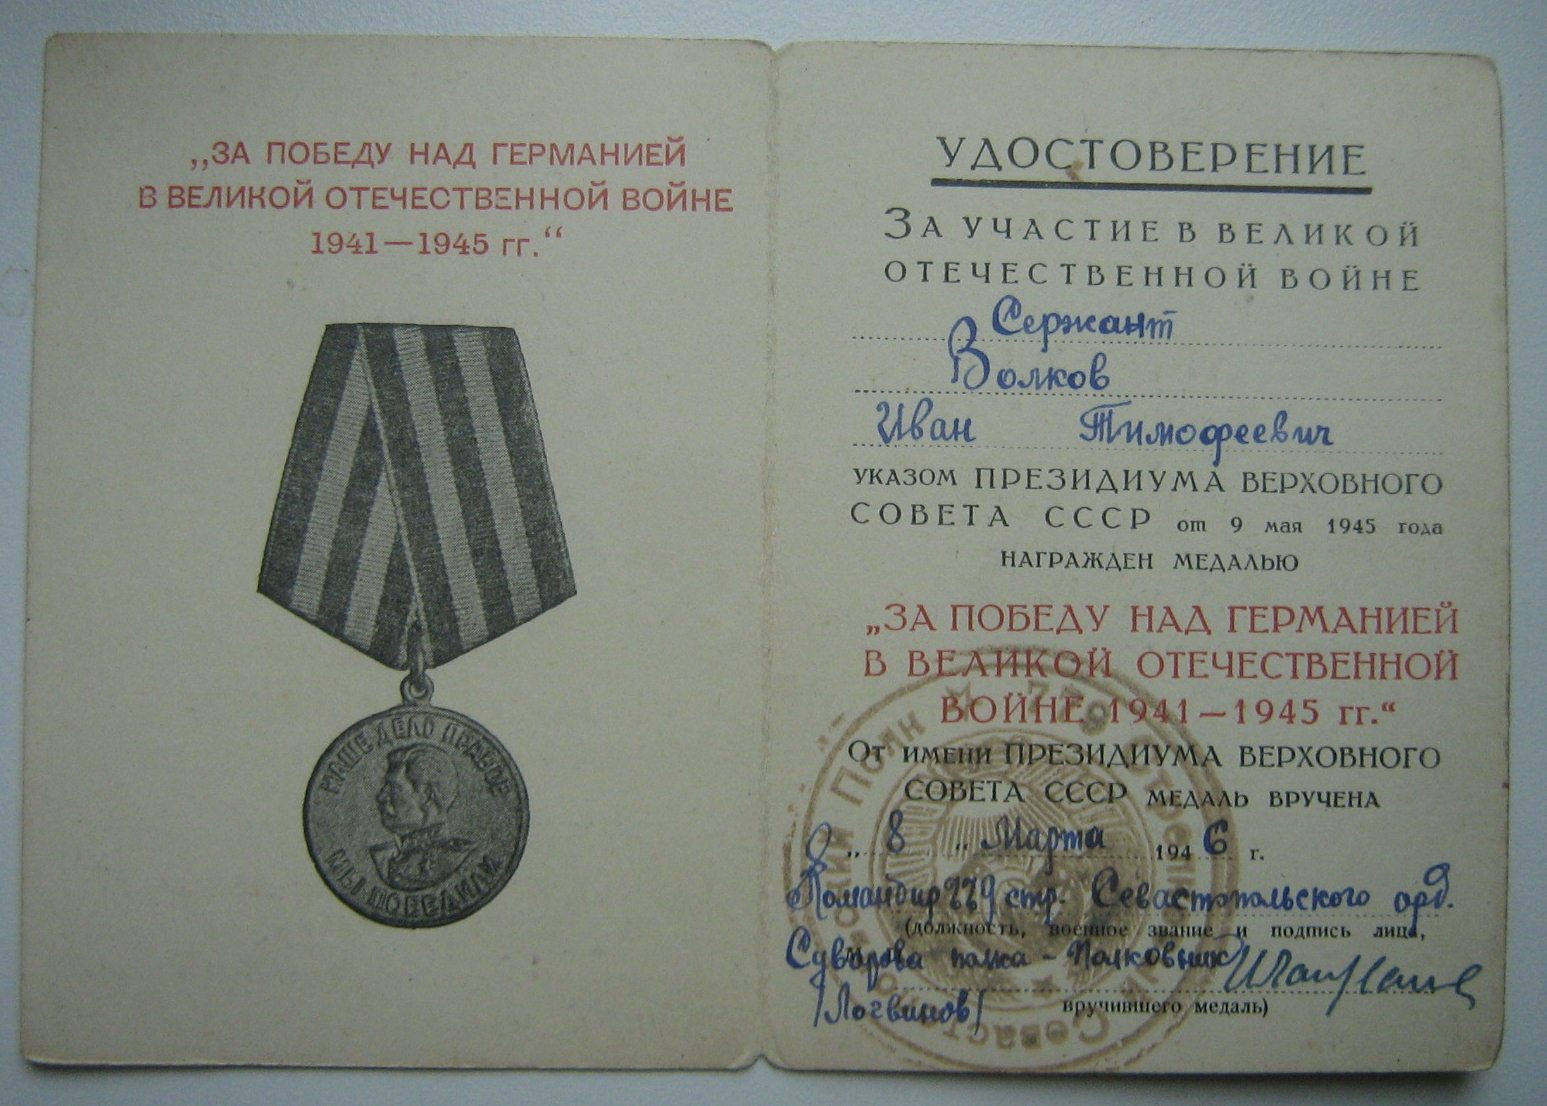 „ЗА ПОБЕДУ НАД ГЕРМАНИЕЙ
В ВЕЛИКОЙ ОТЕЧЕСТВЕННОЙ ВОЙНЕ
1941—1945 гг.“
НАШЕ ДЕЛО ПРАВОЕ
МЫ ПОБЕДИЛИ
УДОСТОВЕРЕНИЕ
ЗА УЧАСТИЕ В ВЕЛИКОЙ
ОТЕЧЕСТВЕННОЙ ВОЙНЕ
Сержант
Волков
Иван Тимофеевич
УКАЗОМ ПРЕЗИДИУМА ВЕРХОВНОГО
СОВЕТА СССР от 9 мая 1945 года
НАГРАЖДЕН МЕДАЛЬЮ
„ЗА ПОБЕДУ НАД ГЕРМАНИЕЙ
В ВЕЛИКОЙ ОТЕЧЕСТВЕННОЙ
ВОЙНЕ 1941—1945 гг.“
ОТ ИМЕНИ ПРЕЗИДИУМА ВЕРХОВНОГО
СОВЕТА СССР МЕДАЛЬ ВРУЧЕНА
„8„ Марта 1946 г.
Командир 779 стр. Севастопольского орд.
(должность, военное звание и подпись лица,
Суворова полка - Полковник
/Логвинов/
вручившего медаль)